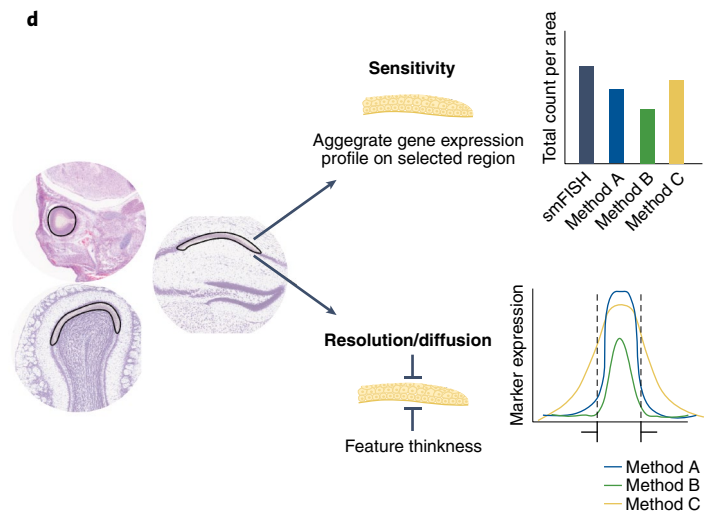 d
Sensitivity
Aggegrate gene expression
profile on selected region
Total count per area
smFISH
Method A
Method B
Method C
Resolution/diffusion
Feature thinkness
Marker expression
Method A
Method B
Method C